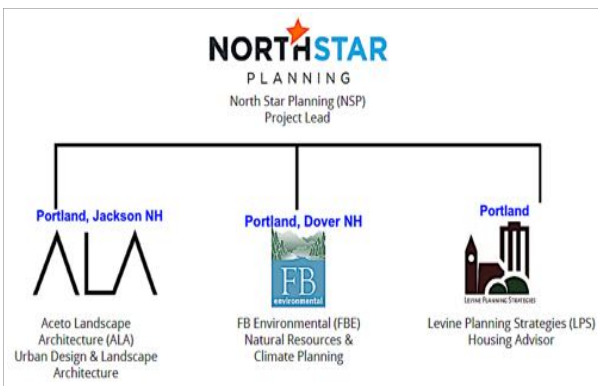 NORTHSTAR
PLANNING
North Star Planning (NSP)
Project Lead
Portland, Jackson NH
ALA
Aceto Landscape
Architecture (ALA)
Urban Design & Landscape
Architecture
Portland, Dover NH
FB
environmental
FB Environmental (FBE)
Natural Resources &
Climate Planning
Portland
LEVINE PLANNING STRATEGIES
Levine Planning Strategies (LPS)
Housing Advisor